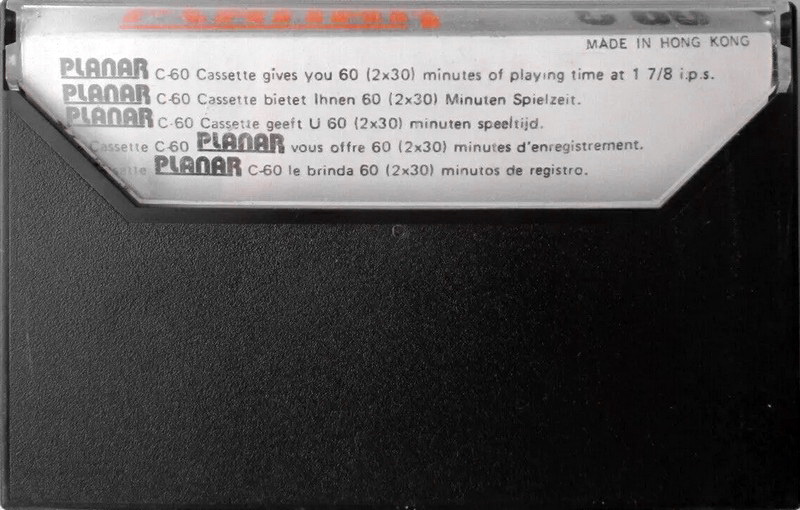 MADE IN HONG KONG
PLANAR C-60 Cassette gives you 60 (2x30) minutes of playing time at 1 7/8 i.p.s.
PLANAR C-60 Cassette bietet Ihnen 60 (2x30) Minuten Spielzeit.
PLANAR C-60 Cassette geeft U 60 (2x30) minuten speeltijd.
Cassette C-60 PLANAR vous offre 60 (2x30) minutes d'enregistrement.
PLANAR C-60 le brinda 60 (2x30) minutos de registro.